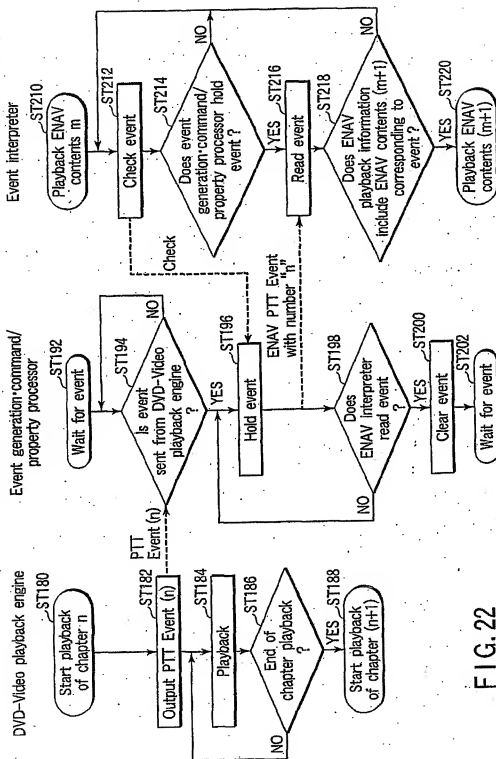 DVD-Video playback engine
ST180
Start playback
of chapter n
ST182
Output PTT Event (n)
ST184
Playback
ST186
End of
chapter playback
?
NO
YES
ST188
Start playback
of chapter (n+1)
PTT
Event (n)
Event generation·command/
property processor
ST192
Wait for event
ST194
Is event
sent from DVD-Video
playback engine
?
NO
YES
ST196
Hold event
ST198
Does
ENAV interpreter
read event
?
NO
YES
ST200
Clear event
ST202
Wait for event
Check
ENAV PTT Event
with number "n"
Event interpreter
ST210
Playback ENAV
contents m
ST212
Check event
ST214
Does event
generation·command/
property processor hold
event ?
NO
YES
ST216
Read event
ST218
Does ENAV
playback information
include ENAV contents (m+1)
corresponding to
event ?
NO
YES
ST220
Playback ENAV
contents (m+1)
FIG. 22